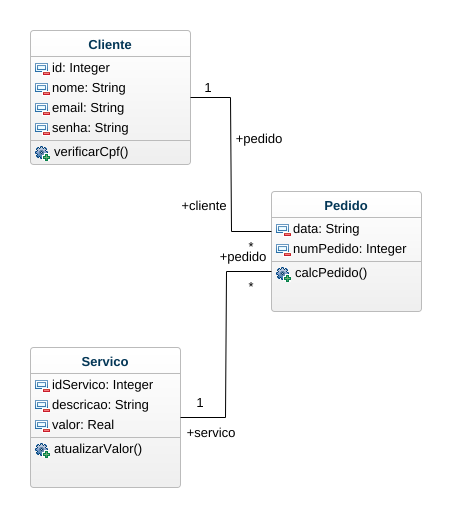 Cliente
id: Integer
nome: String
email: String
senha: String
verificarCpf()
1
+pedido
+cliente
*
Pedido
data: String
numPedido: Integer
calcPedido()
+pedido
*
Servico
idServico: Integer
descricao: String
valor: Real
atualizarValor()
1
+servico